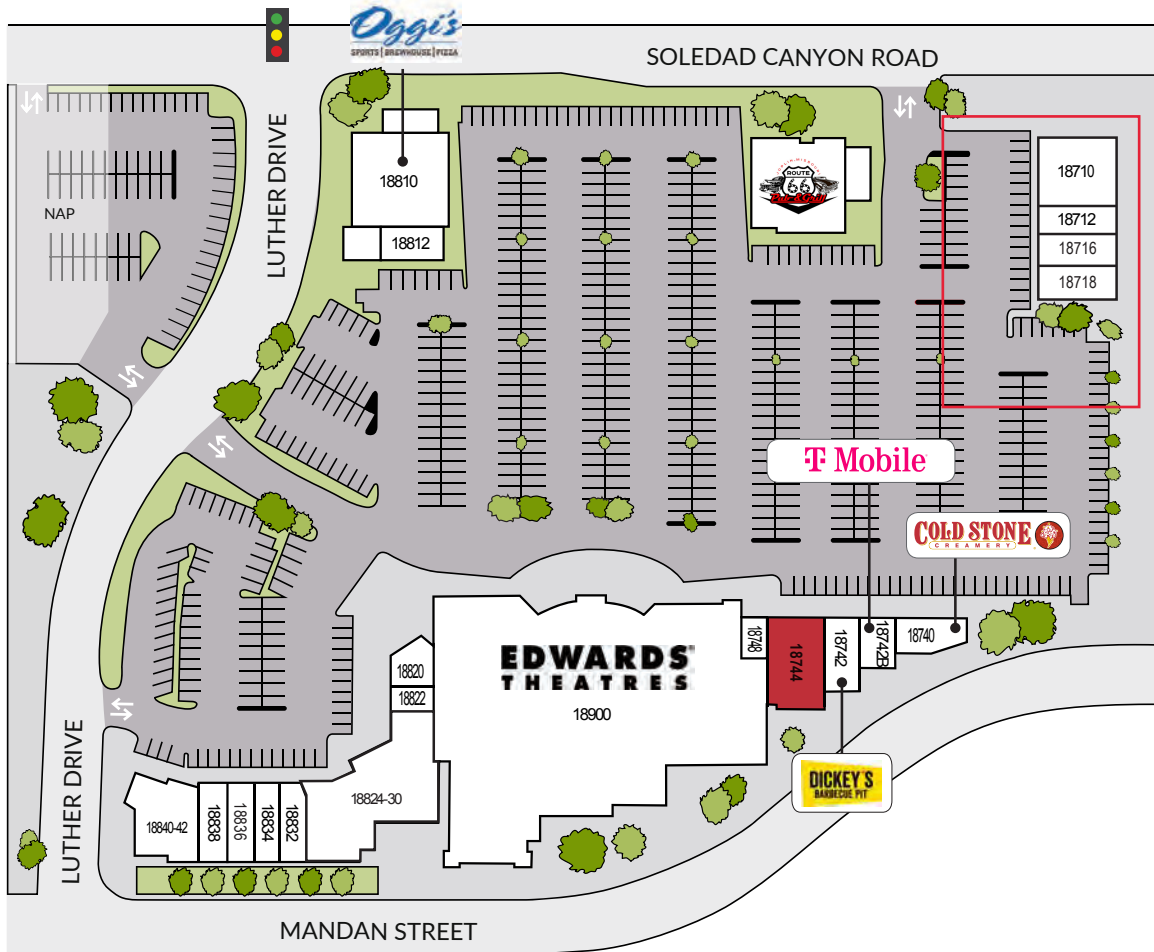 Oggi's
SPORTS | BREWHOUSE | PIZZA
SOLEDAD CANYON ROAD
LUTHER DRIVE
18810
18812
NAP
ROUTE
66
18710
18712
18716
18718
T Mobile
COLD STONE
CREAMERY
18748
18744
18742
18742B
18740
EDWARDS
THEATRES
18900
18820
18822
18824-30
DICKEY'S
BARBECUE PIT
18840-42
18838
18836
18834
18832
LUTHER DRIVE
MANDAN STREET